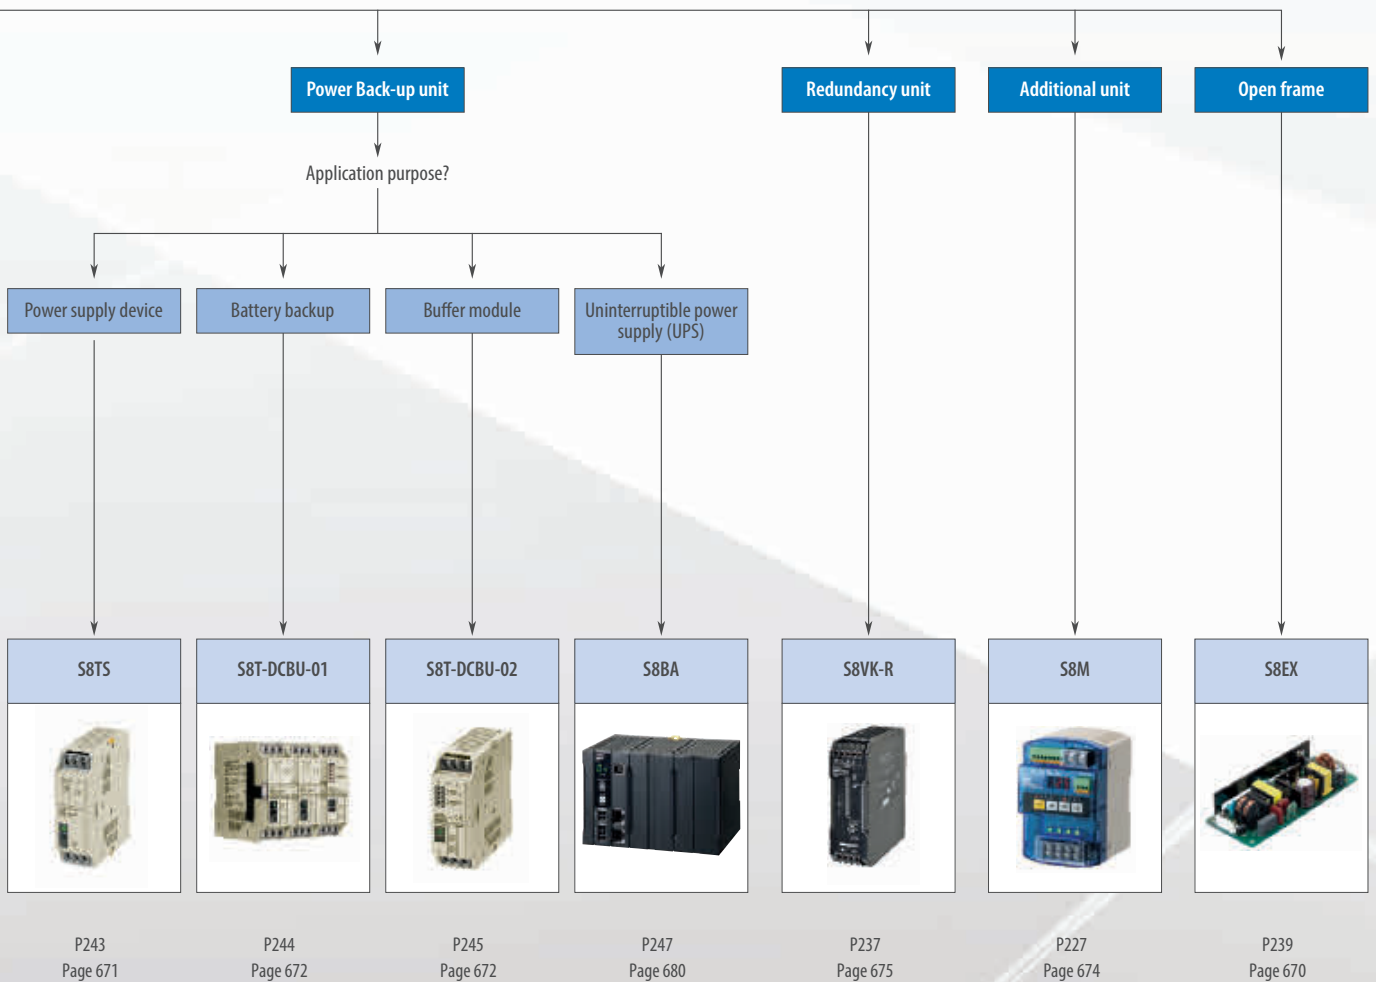 Power Back-up unit
Redundancy unit
Additional unit
Open frame
Application purpose?
Power supply device
Battery backup
Buffer module
Uninterruptible power
supply (UPS)
S8TS
S8T-DCBU-01
S8T-DCBU-02
S8BA
S8VK-R
S8M
S8EX
P243
P244
P245
P247
P237
P227
P239
Page 671
Page 672
Page 672
Page 680
Page 675
Page 674
Page 670